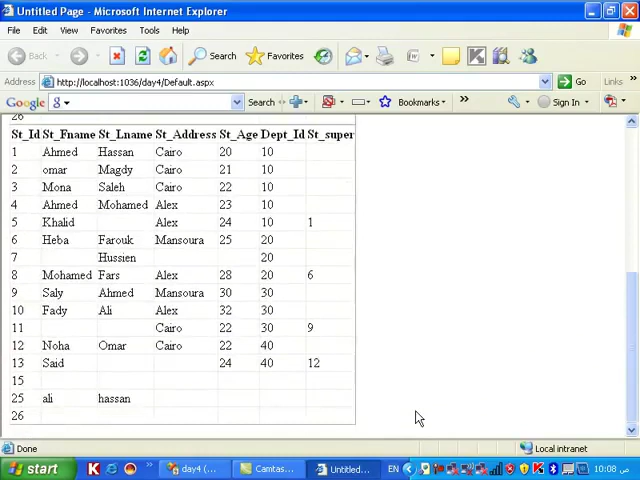 Untitled Page - Microsoft Internet Explorer
File Edit View Favorites Tools Help
Back Search Favorites
Address http://localhost:1036/day4/Default.aspx Go Links
Google Search Bookmarks Sign In
26
St_Id St_Fname St_Lname St_Address St_Age Dept_Id St_super
1 Ahmed Hassan Cairo 20 10
2 omar Magdy Cairo 21 10
3 Mona Saleh Cairo 22 10
4 Ahmed Mohamed Alex 23 10
5 Khalid Alex 24 10 1
6 Heba Farouk Mansoura 25 20
7 Hussien 20
8 Mohamed Fars Alex 28 20 6
9 Saly Ahmed Mansoura 30 30
10 Fady Ali Alex 32 30
11 Cairo 22 30 9
12 Noha Omar Cairo 22 40
13 Said 24 40 12
15
25 ali hassan
26
Done Local intranet
start day4 (... Camtas... Untitled... EN 10:08 ص